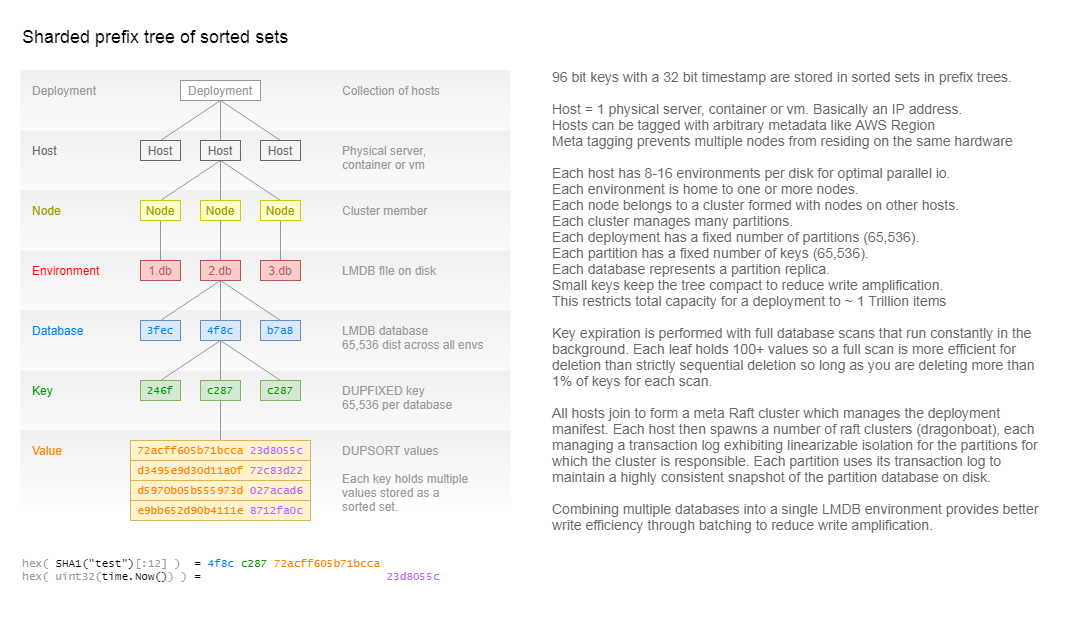 Sharded prefix tree of sorted sets
Deployment
Deployment
Collection of hosts
Host
Host Host Host
Physical server,
container or vm
Node
Node Node Node
Cluster member
Environment
1.db 2.db 3.db
LMDB file on disk
Database
3fec 4f8c b7a8
LMDB database
65,536 dist across all envs
Key
246f c287 c287
DUPFIXED key
65,536 per database
Value
72acff605b71bcca 23d8055c
d3495e9d30d11a0f 72c83d22
d5970b05b555973d 027acad6
e9bb652d90b4111e 8712fa0c
DUPSORT values
Each key holds multiple
values stored as a
sorted set.
hex( SHA1("test")[:12] ) = 4f8c c287 72acff605b71bcca
hex( uint32(time.Now()) ) = 23d8055c
96 bit keys with a 32 bit timestamp are stored in sorted sets in prefix trees.
Host = 1 physical server, container or vm. Basically an IP address.
Hosts can be tagged with arbitrary metadata like AWS Region
Meta tagging prevents multiple nodes from residing on the same hardware
Each host has 8-16 environments per disk for optimal parallel io.
Each environment is home to one or more nodes.
Each node belongs to a cluster formed with nodes on other hosts.
Each cluster manages many partitions.
Each deployment has a fixed number of partitions (65,536).
Each partition has a fixed number of keys (65,536).
Each database represents a partition replica.
Small keys keep the tree compact to reduce write amplification.
This restricts total capacity for a deployment to ~ 1 Trillion items
Key expiration is performed with full database scans that run constantly in the
background. Each leaf holds 100+ values so a full scan is more efficient for
deletion than strictly sequential deletion so long as you are deleting more than
1% of keys for each scan.
All hosts join to form a meta Raft cluster which manages the deployment
manifest. Each host then spawns a number of raft clusters (dragonboat), each
managing a transaction log exhibiting linearizable isolation for the partitions for
which the cluster is responsible. Each partition uses its transaction log to
maintain a highly consistent snapshot of the partition database on disk.
Combining multiple databases into a single LMDB environment provides better
write efficiency through batching to reduce write amplification.